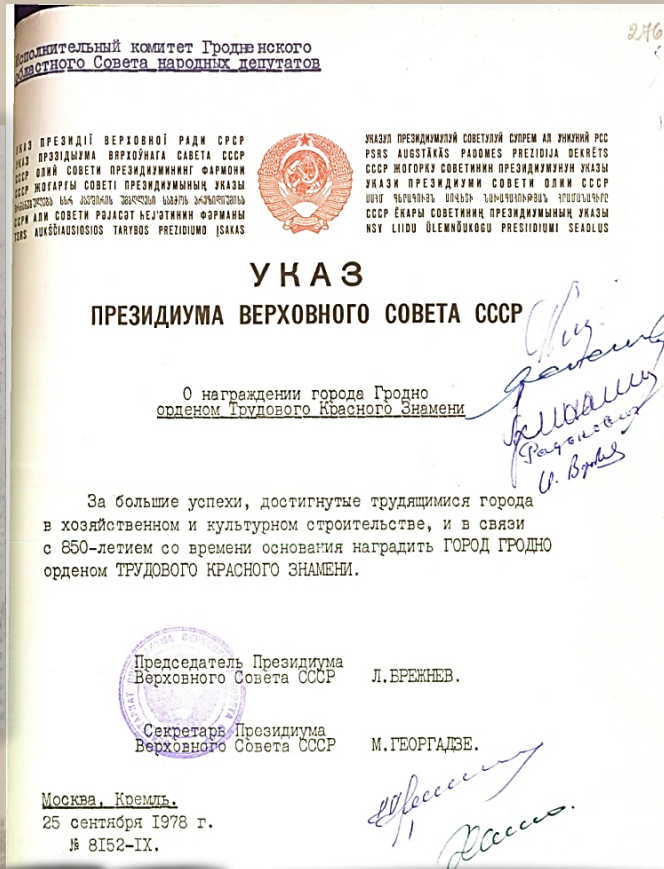 276
Исполнительный комитет Гродненского
областного Совета народных депутатов
УКАЗ ПРЕЗИДІЇ ВЕРХОВНОЇ РАДИ СРСР
УКАЗ ПРЭЗІДЫУМА ВЯРХОЎНАГА САВЕТА СССР
СССР ОЛИЙ СОВЕТИ ПРЕЗИДИУМИНИНГ ФАРМОНИ
СССР ЖОГАРҒЫ СОВЕТІ ПРЕЗИДИУМЫНЫҢ УКАЗЫ
ССРИ АЛИ СОВЕТИ РӘЈАСӘТ ҺЕЈ'ӘТИНИН ФӘРМАНЫ
TSRS AUKŠČIAUSIOSIOS TARYBOS PREZIDIUMO ĮSAKAS
УКАЗУЛ ПРЕЗИДИУМУЛУЙ СОВЕТУЛУЙ СУПРЕМ АЛ УНИУНИЙ РСС
PSRS AUGSTĀKĀS PADOMES PREZIDIJA DEKRĒTS
СССР ЖОГОРКУ СОВЕТИНИН ПРЕЗИДИУМУНУН УКАЗЫ
УКАЗИ ПРЕЗИДИУМИ СОВЕТИ ОЛИИ СССР
СССР ЁКАРЫ СОВЕТИНИҢ ПРЕЗИДИУМЫНЫҢ УКАЗЫ
NSV LIIDU ÜLEMNÕUKOGU PRESIIDIUMI SEADLUS
УКАЗ
ПРЕЗИДИУМА ВЕРХОВНОГО СОВЕТА СССР
О награждении города Гродно
орденом Трудового Красного Знамени
За большие успехи, достигнутые трудящимися города
в хозяйственном и культурном строительстве, и в связи
с 850-летием со времени основания наградить ГОРОД ГРОДНО
орденом ТРУДОВОГО КРАСНОГО ЗНАМЕНИ.
Председатель Президиума
Верховного Совета СССР Л.БРЕЖНЕВ.
Секретарь Президиума
Верховного Совета СССР М.ГЕОРГАДЗЕ.
Москва, Кремль.
25 сентября 1978 г.
№ 8152-IX.